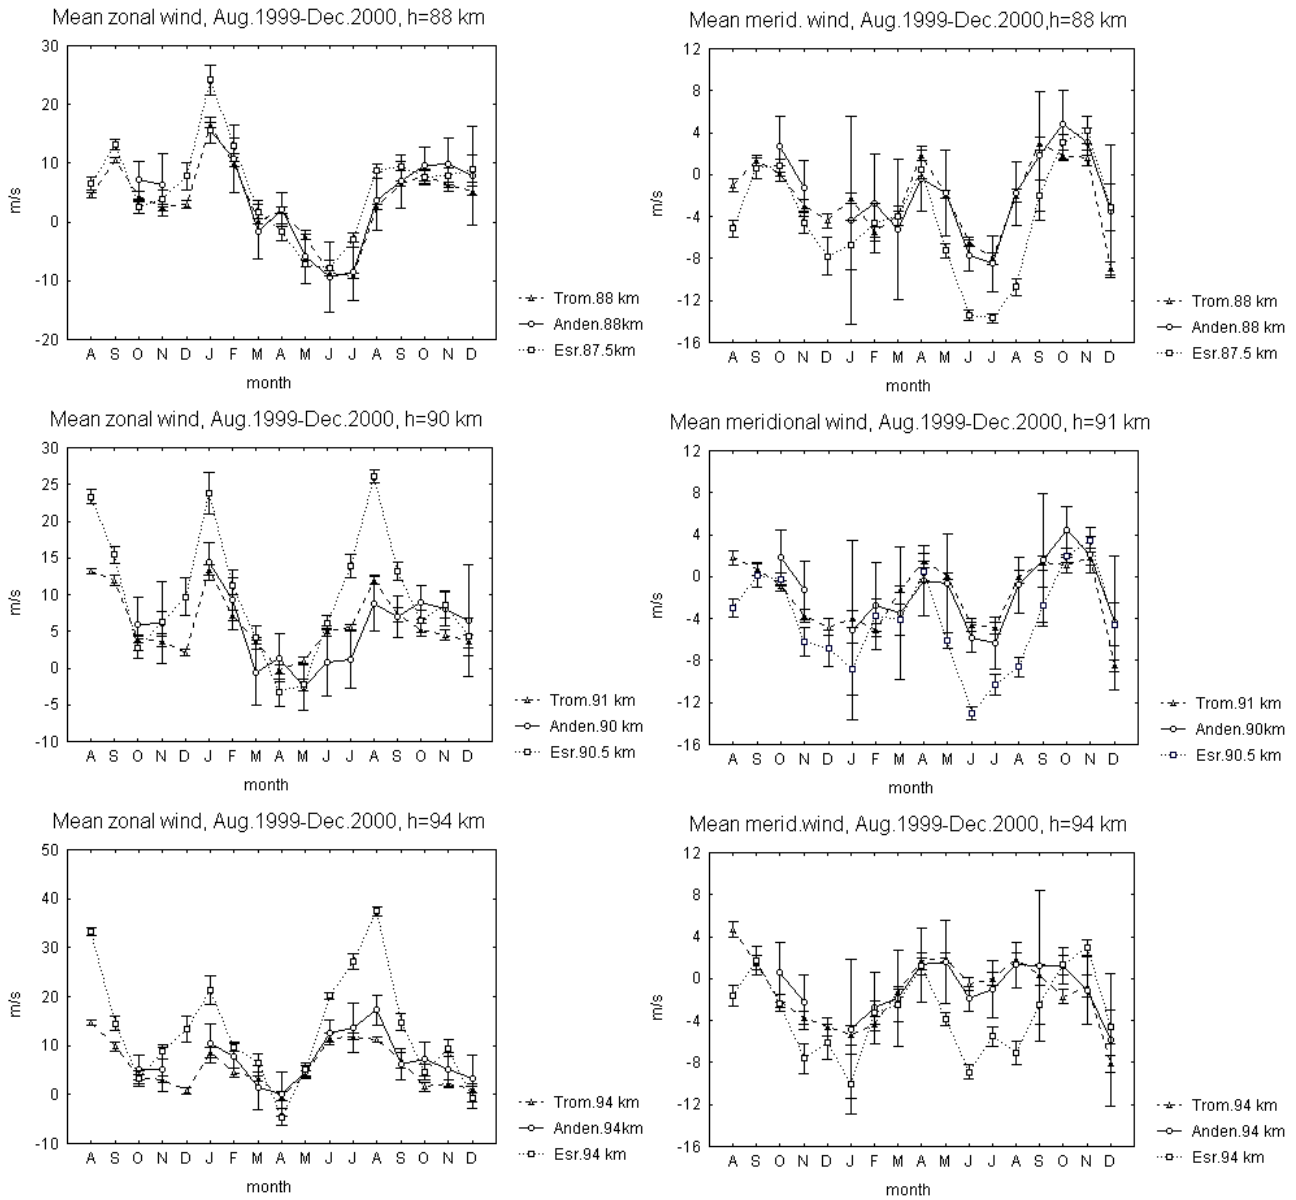 Mean zonal wind, Aug.1999-Dec.2000, h=88 km
30
20
10
0
-10
-20
m/s
A S O N D J F M A M J J A S O N D
month
Trom.88 km
Anden.88km
Esr.87.5km
Mean merid. wind, Aug.1999-Dec.2000,h=88 km
12
8
4
0
-4
-8
-12
-16
m/s
A S O N D J F M A M J J A S O N D
month
Trom.88 km
Anden.88 km
Esr.87.5 km
Mean zonal wind, Aug.1999-Dec.2000, h=90 km
30
25
20
15
10
5
0
-5
-10
m/s
A S O N D J F M A M J J A S O N D
month
Trom.91 km
Anden.90 km
Esr.90.5 km
Mean meridional wind, Aug.1999-Dec.2000, h=91 km
12
8
4
0
-4
-8
-12
-16
m/s
A S O N D J F M A M J J A S O N D
month
Trom.91 km
Anden.90km
Esr.90.5 km
Mean zonal wind, Aug.1999-Dec.2000, h=94 km
50
40
30
20
10
0
-10
m/s
A S O N D J F M A M J J A S O N D
month
Trom.94 km
Anden.94km
Esr.94 km
Mean merid.wind, Aug.1999-Dec.2000, h=94 km
12
8
4
0
-4
-8
-12
-16
m/s
A S O N D J F M A M J J A S O N D
month
Trom.94 km
Anden.94 km
Esr.94 km